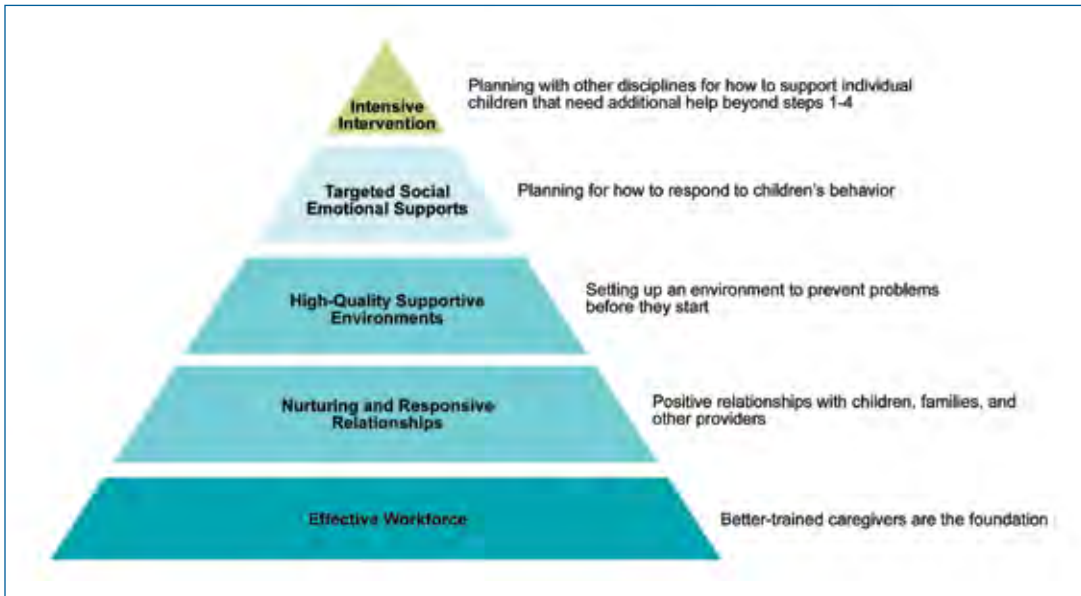 Intensive
Intervention
Planning with other disciplines for how to support individual
children that need additional help beyond steps 1-4
Targeted Social
Emotional Supports
Planning for how to respond to children's behavior
High-Quality Supportive
Environments
Setting up an environment to prevent problems
before they start
Nurturing and Responsive
Relationships
Positive relationships with children, families, and
other providers
Effective Workforce
Better-trained caregivers are the foundation